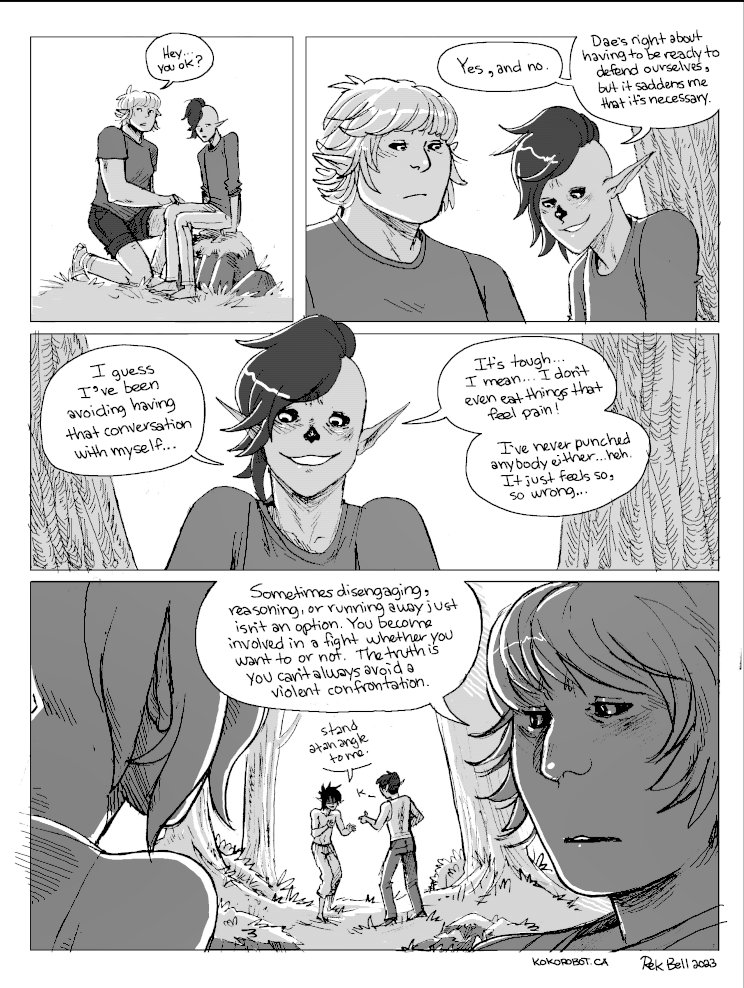 Hey...
you ok?
Yes, and no.
Dae's right about
having to be ready to
defend ourselves,
but it saddens me
that it's necessary.
I guess
I've been
avoiding having
that conversation
with myself...
It's tough...
I mean... I don't
even eat things that
feel pain!
I've never punched
anybody either...heh.
It just feels so,
so wrong...
Sometimes disengaging,
reasoning, or running away just
isn't an option. You become
involved in a fight whether you
want to or not. The truth is
you can't always avoid a
violent confrontation.
stand
at an angle
to me.
K
KOKOROBOT.CA
Rek Bell 2023